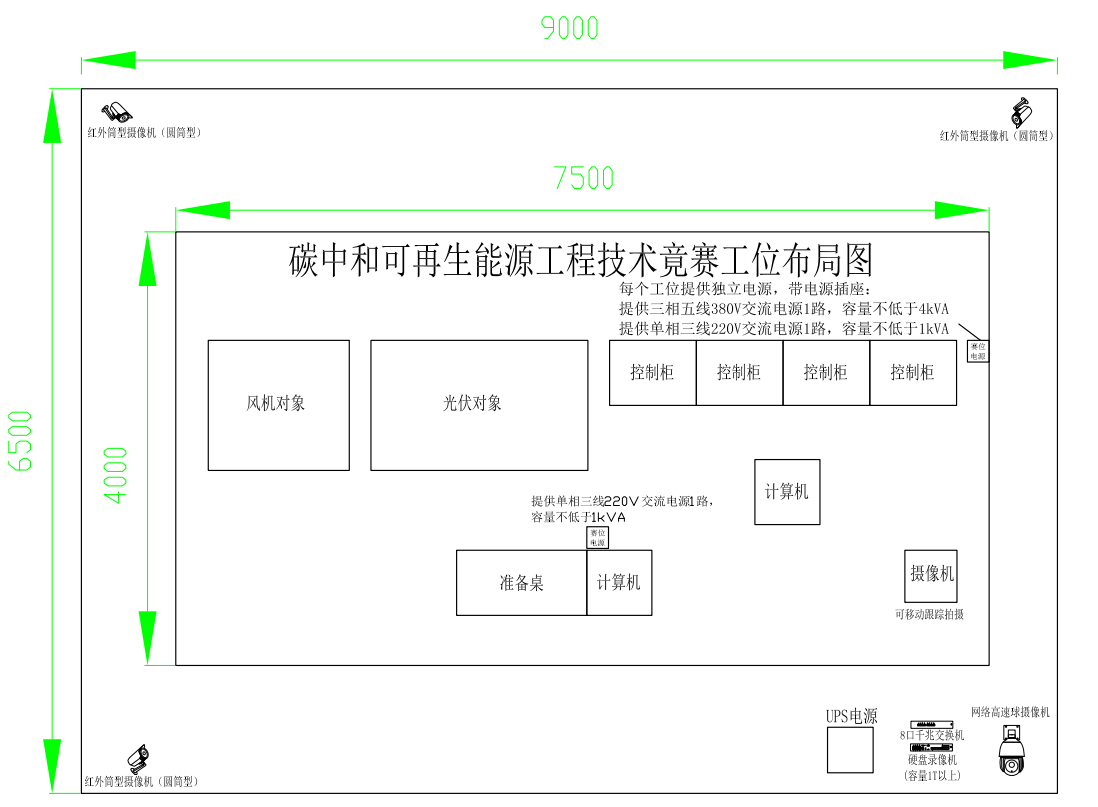 9000
红外筒型摄像机（圆筒型）
红外筒型摄像机（圆筒型）
7500
碳中和可再生能源工程技术竞赛工位布局图
每个工位提供独立电源，带电源插座：
提供三相五线380V交流电源1路，容量不低于4kVA
提供单相三线220V交流电源1路，容量不低于1kVA
赛位
电源
控制柜
控制柜
控制柜
控制柜
风机对象
光伏对象
6500
4000
计算机
提供单相三线220V交流电源1路，
容量不低于1kVA
赛位
电源
准备桌
计算机
摄像机
可移动跟踪拍摄
UPS电源
网络高速球摄像机
8口千兆交换机
硬盘录像机
(容量1T以上)
红外筒型摄像机（圆筒型）